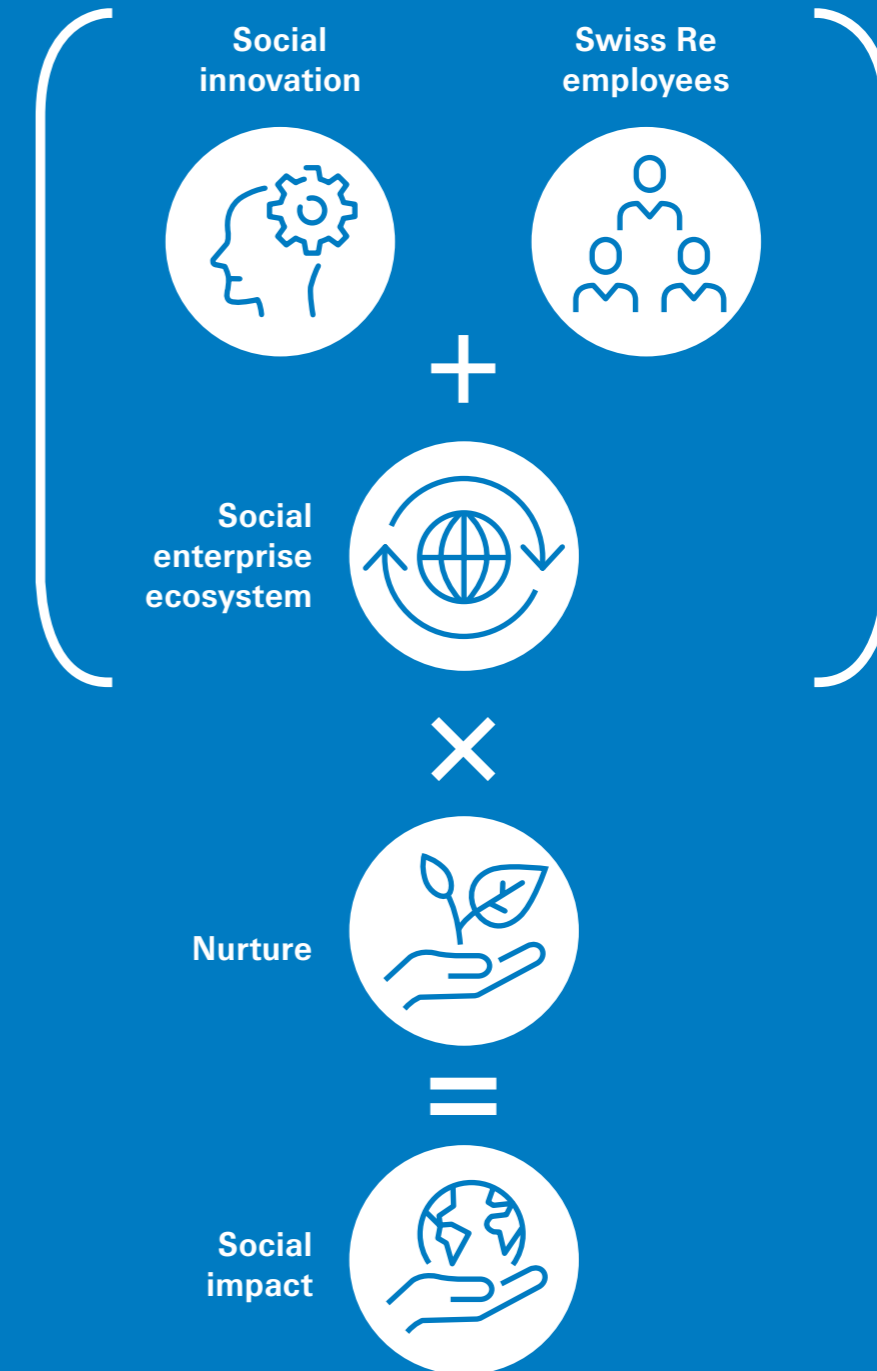 Social
innovation
Swiss Re
employees
+
Social
enterprise
ecosystem
×
Nurture
=
Social
impact